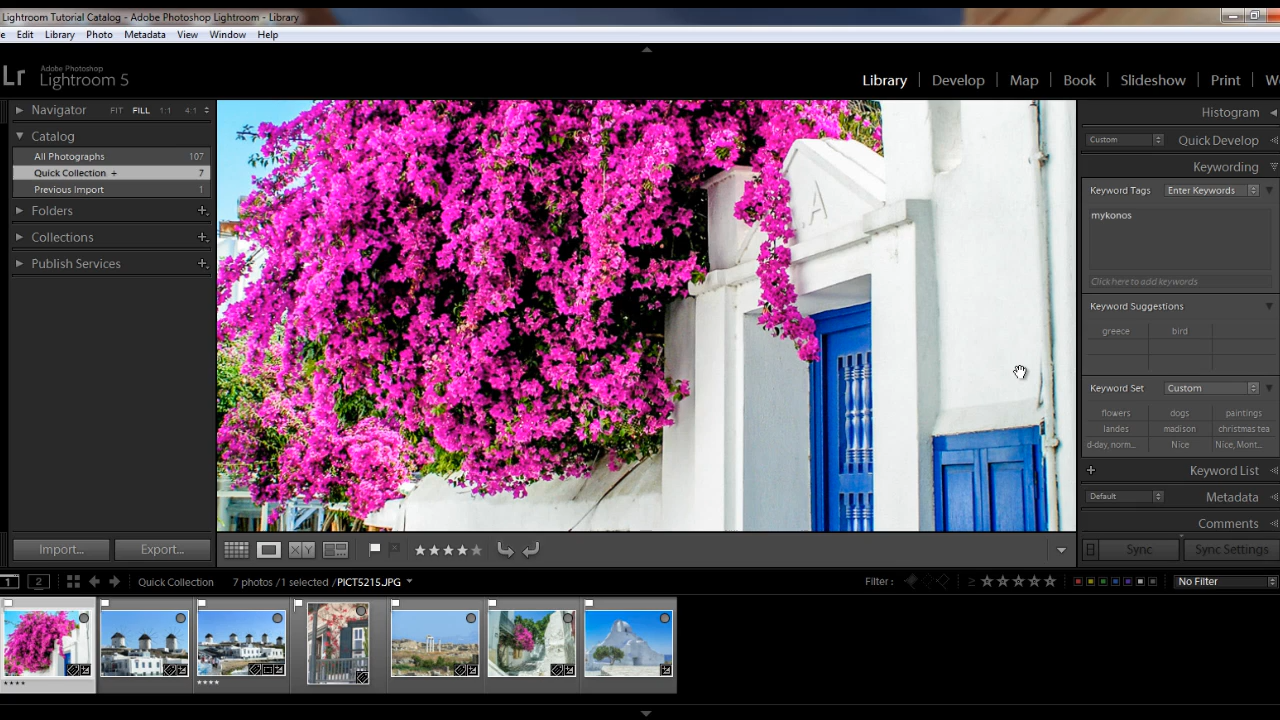 Lightroom Tutorial Catalog - Adobe Photoshop Lightroom - Library
e Edit Library Photo Metadata View Window Help
Lr Adobe Photoshop Lightroom 5
Library | Develop | Map | Book | Slideshow | Print | W
Navigator FIT FILL 1:1 4:1
Catalog
All Photographs 107
Quick Collection + 7
Previous Import 1
Folders +
Collections +
Publish Services +
Import... Export...
A
Histogram
Custom Quick Develop
Keywording
Keyword Tags Enter Keywords
mykonos
Click here to add keywords
Keyword Suggestions
greece bird
Keyword Set Custom
flowers dogs paintings
landes madison christmas tea
d-day, norm... Nice Nice, Mont...
+ Keyword List
Default Metadata
Comments
Sync Sync Settings
XY
1 2 Quick Collection 7 photos / 1 selected / PICT5215.JPG Filter : ≥ No Filter